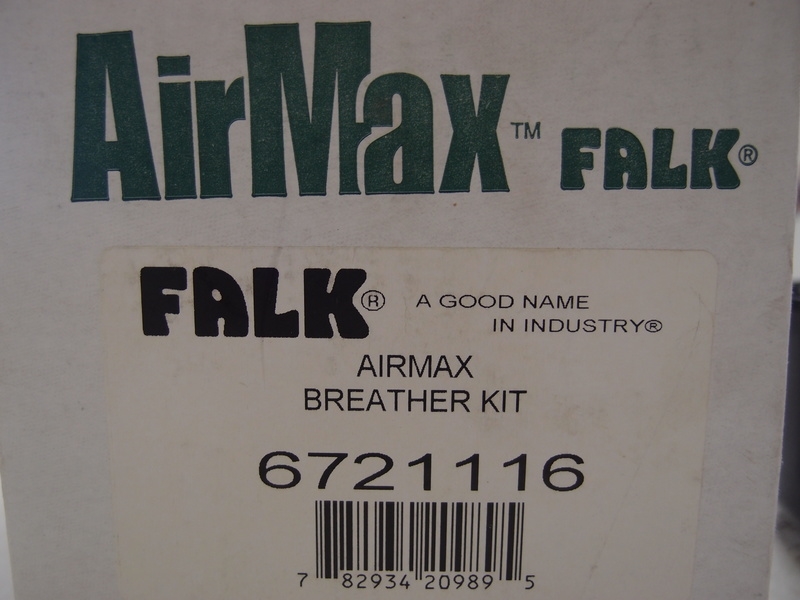 AirMax™ FALK®
FALK® A GOOD NAME
IN INDUSTRY®
AIRMAX
BREATHER KIT
6721116
7 82934 20989 5